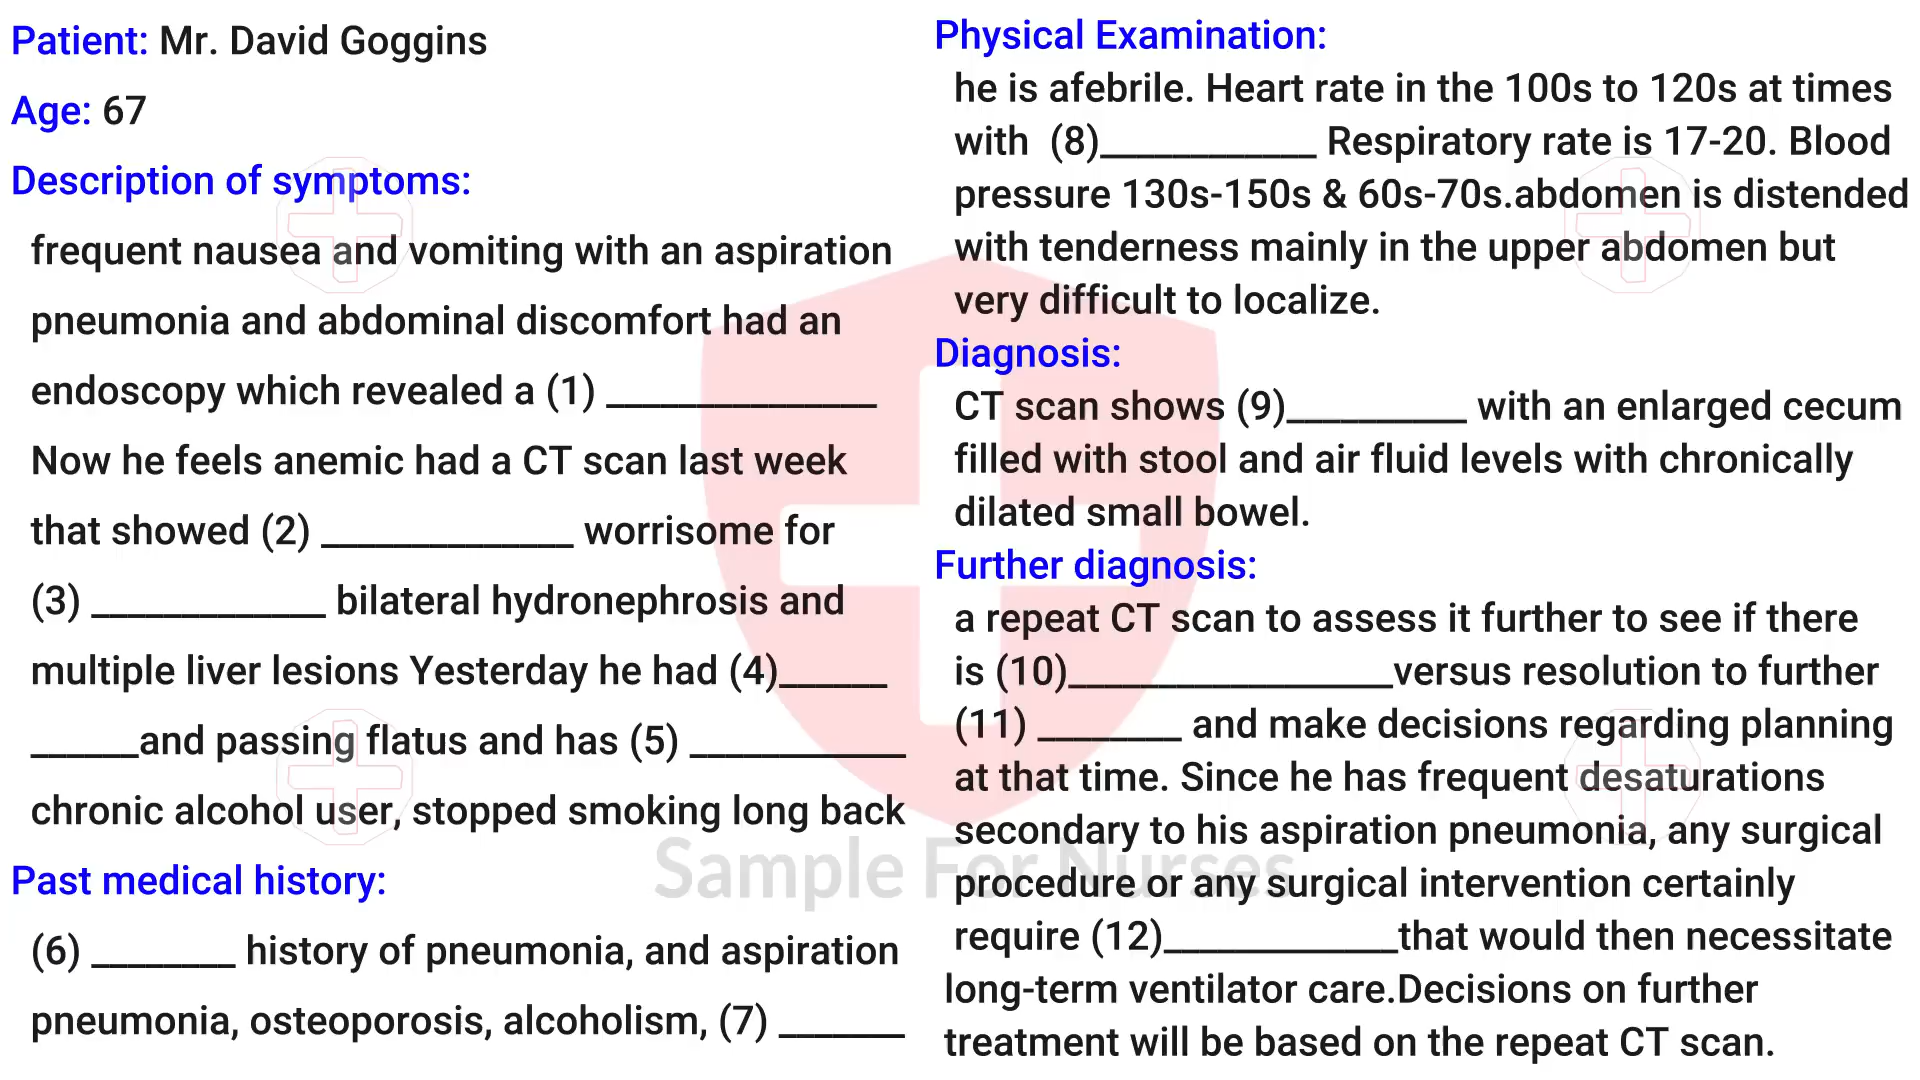 Patient: Mr. David Goggins
Age: 67
Description of symptoms:
frequent nausea and vomiting with an aspiration
pneumonia and abdominal discomfort had an
endoscopy which revealed a (1) _______________
Now he feels anemic had a CT scan last week
that showed (2) ______________ worrisome for
(3) _____________ bilateral hydronephrosis and
multiple liver lesions Yesterday he had (4)______
______and passing flatus and has (5) ____________
chronic alcohol user, stopped smoking long back
Past medical history:
(6) ________ history of pneumonia, and aspiration
pneumonia, osteoporosis, alcoholism, (7) _______
Physical Examination:
he is afebrile. Heart rate in the 100s to 120s at times
with (8)____________ Respiratory rate is 17-20. Blood
pressure 130s-150s & 60s-70s.abdomen is distended
with tenderness mainly in the upper abdomen but
very difficult to localize.
Diagnosis:
CT scan shows (9)__________ with an enlarged cecum
filled with stool and air fluid levels with chronically
dilated small bowel.
Further diagnosis:
a repeat CT scan to assess it further to see if there
is (10)__________________versus resolution to further
(11) ________ and make decisions regarding planning
at that time. Since he has frequent desaturations
secondary to his aspiration pneumonia, any surgical
procedure or any surgical intervention certainly
require (12)_____________that would then necessitate
long-term ventilator care.Decisions on further
treatment will be based on the repeat CT scan.
Sample For Nurses